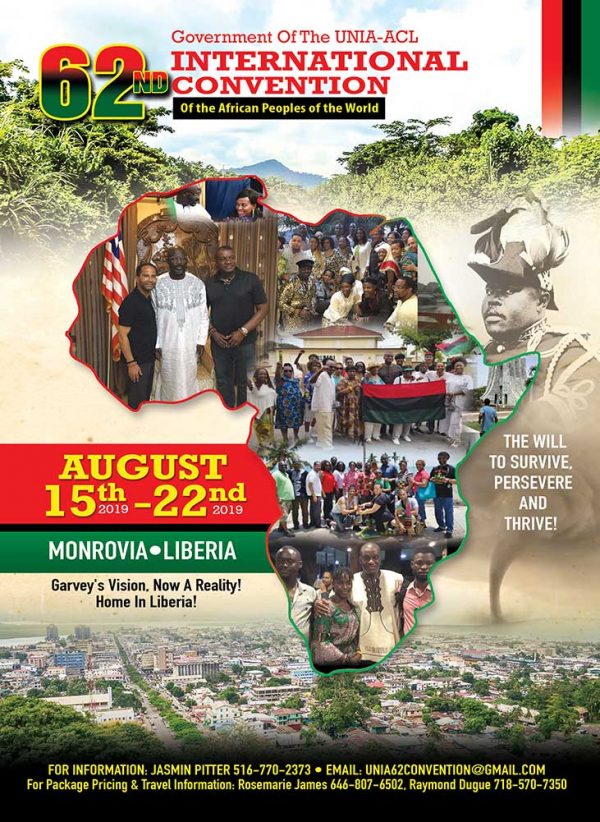 62ND
Government Of The UNIA-ACL
INTERNATIONAL
CONVENTION
Of the African Peoples of the World
AUGUST
15th 2019 -22nd 2019
MONROVIA•LIBERIA
Garvey's Vision, Now A Reality!
Home In Liberia!
THE WILL
TO SURVIVE,
PERSEVERE
AND
THRIVE!
FOR INFORMATION: JASMIN PITTER 516-770-2373 • EMAIL: UNIA62CONVENTION@GMAIL.COM
For Package Pricing & Travel Information: Rosemarie James 646-807-6502, Raymond Dugue 718-570-7350